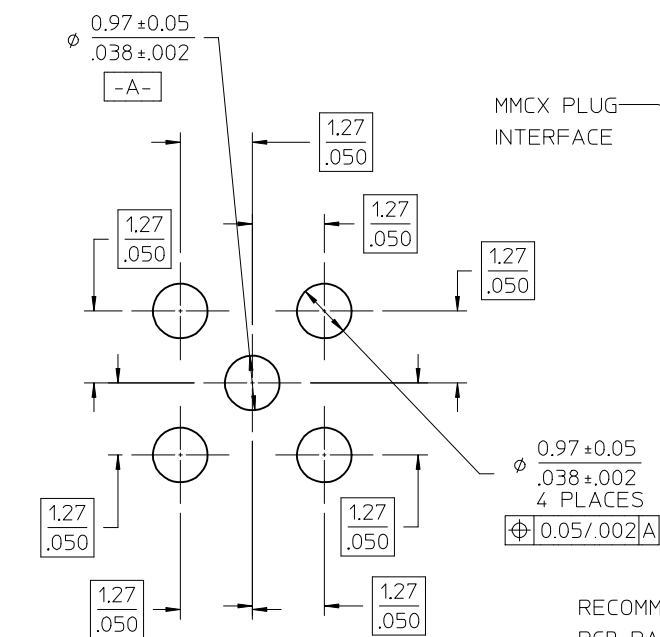 ⌀ 0.97 ±0.05
.038 ±.002
-A-
MMCX PLUG
INTERFACE
1.27
.050
1.27
.050
1.27
.050
1.27
.050
⌀ 0.97 ±0.05
.038 ±.002
4 PLACES
⌖ 0.05/.002 A
1.27
.050
1.27
.050
1.27
.050
1.27
.050
RECOMM